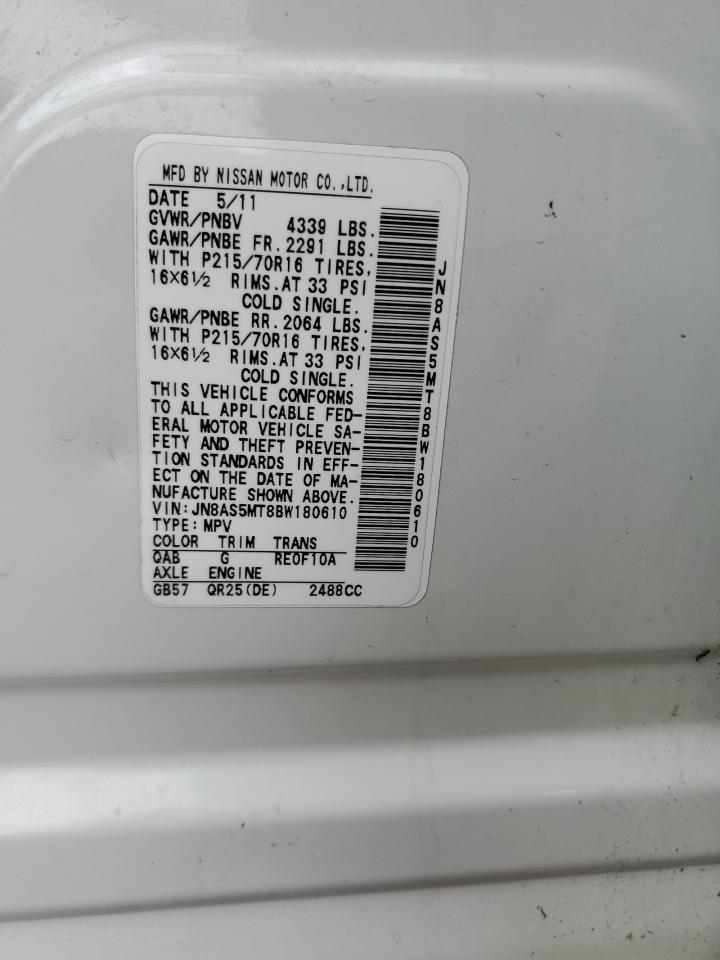 MFD BY NISSAN MOTOR CO.,LTD.
DATE 5/11
GVWR/PNBV 4339 LBS.
GAWR/PNBE FR. 2291 LBS.
WITH P215/70R16 TIRES,
16X6½ RIMS. AT 33 PSI
COLD SINGLE.
GAWR/PNBE RR. 2064 LBS.
WITH P215/70R16 TIRES,
16X6½ RIMS. AT 33 PSI
COLD SINGLE.
THIS VEHICLE CONFORMS
TO ALL APPLICABLE FED-
ERAL MOTOR VEHICLE SA-
FETY AND THEFT PREVEN-
TION STANDARDS IN EFF-
ECT ON THE DATE OF MA-
NUFACTURE SHOWN ABOVE.
VIN: JN8AS5MT8BW180610
TYPE: MPV
COLOR TRIM TRANS
QAB G RE0F10A
AXLE ENGINE
GB57 QR25(DE) 2488CC
JN8AS5MT8BW180610